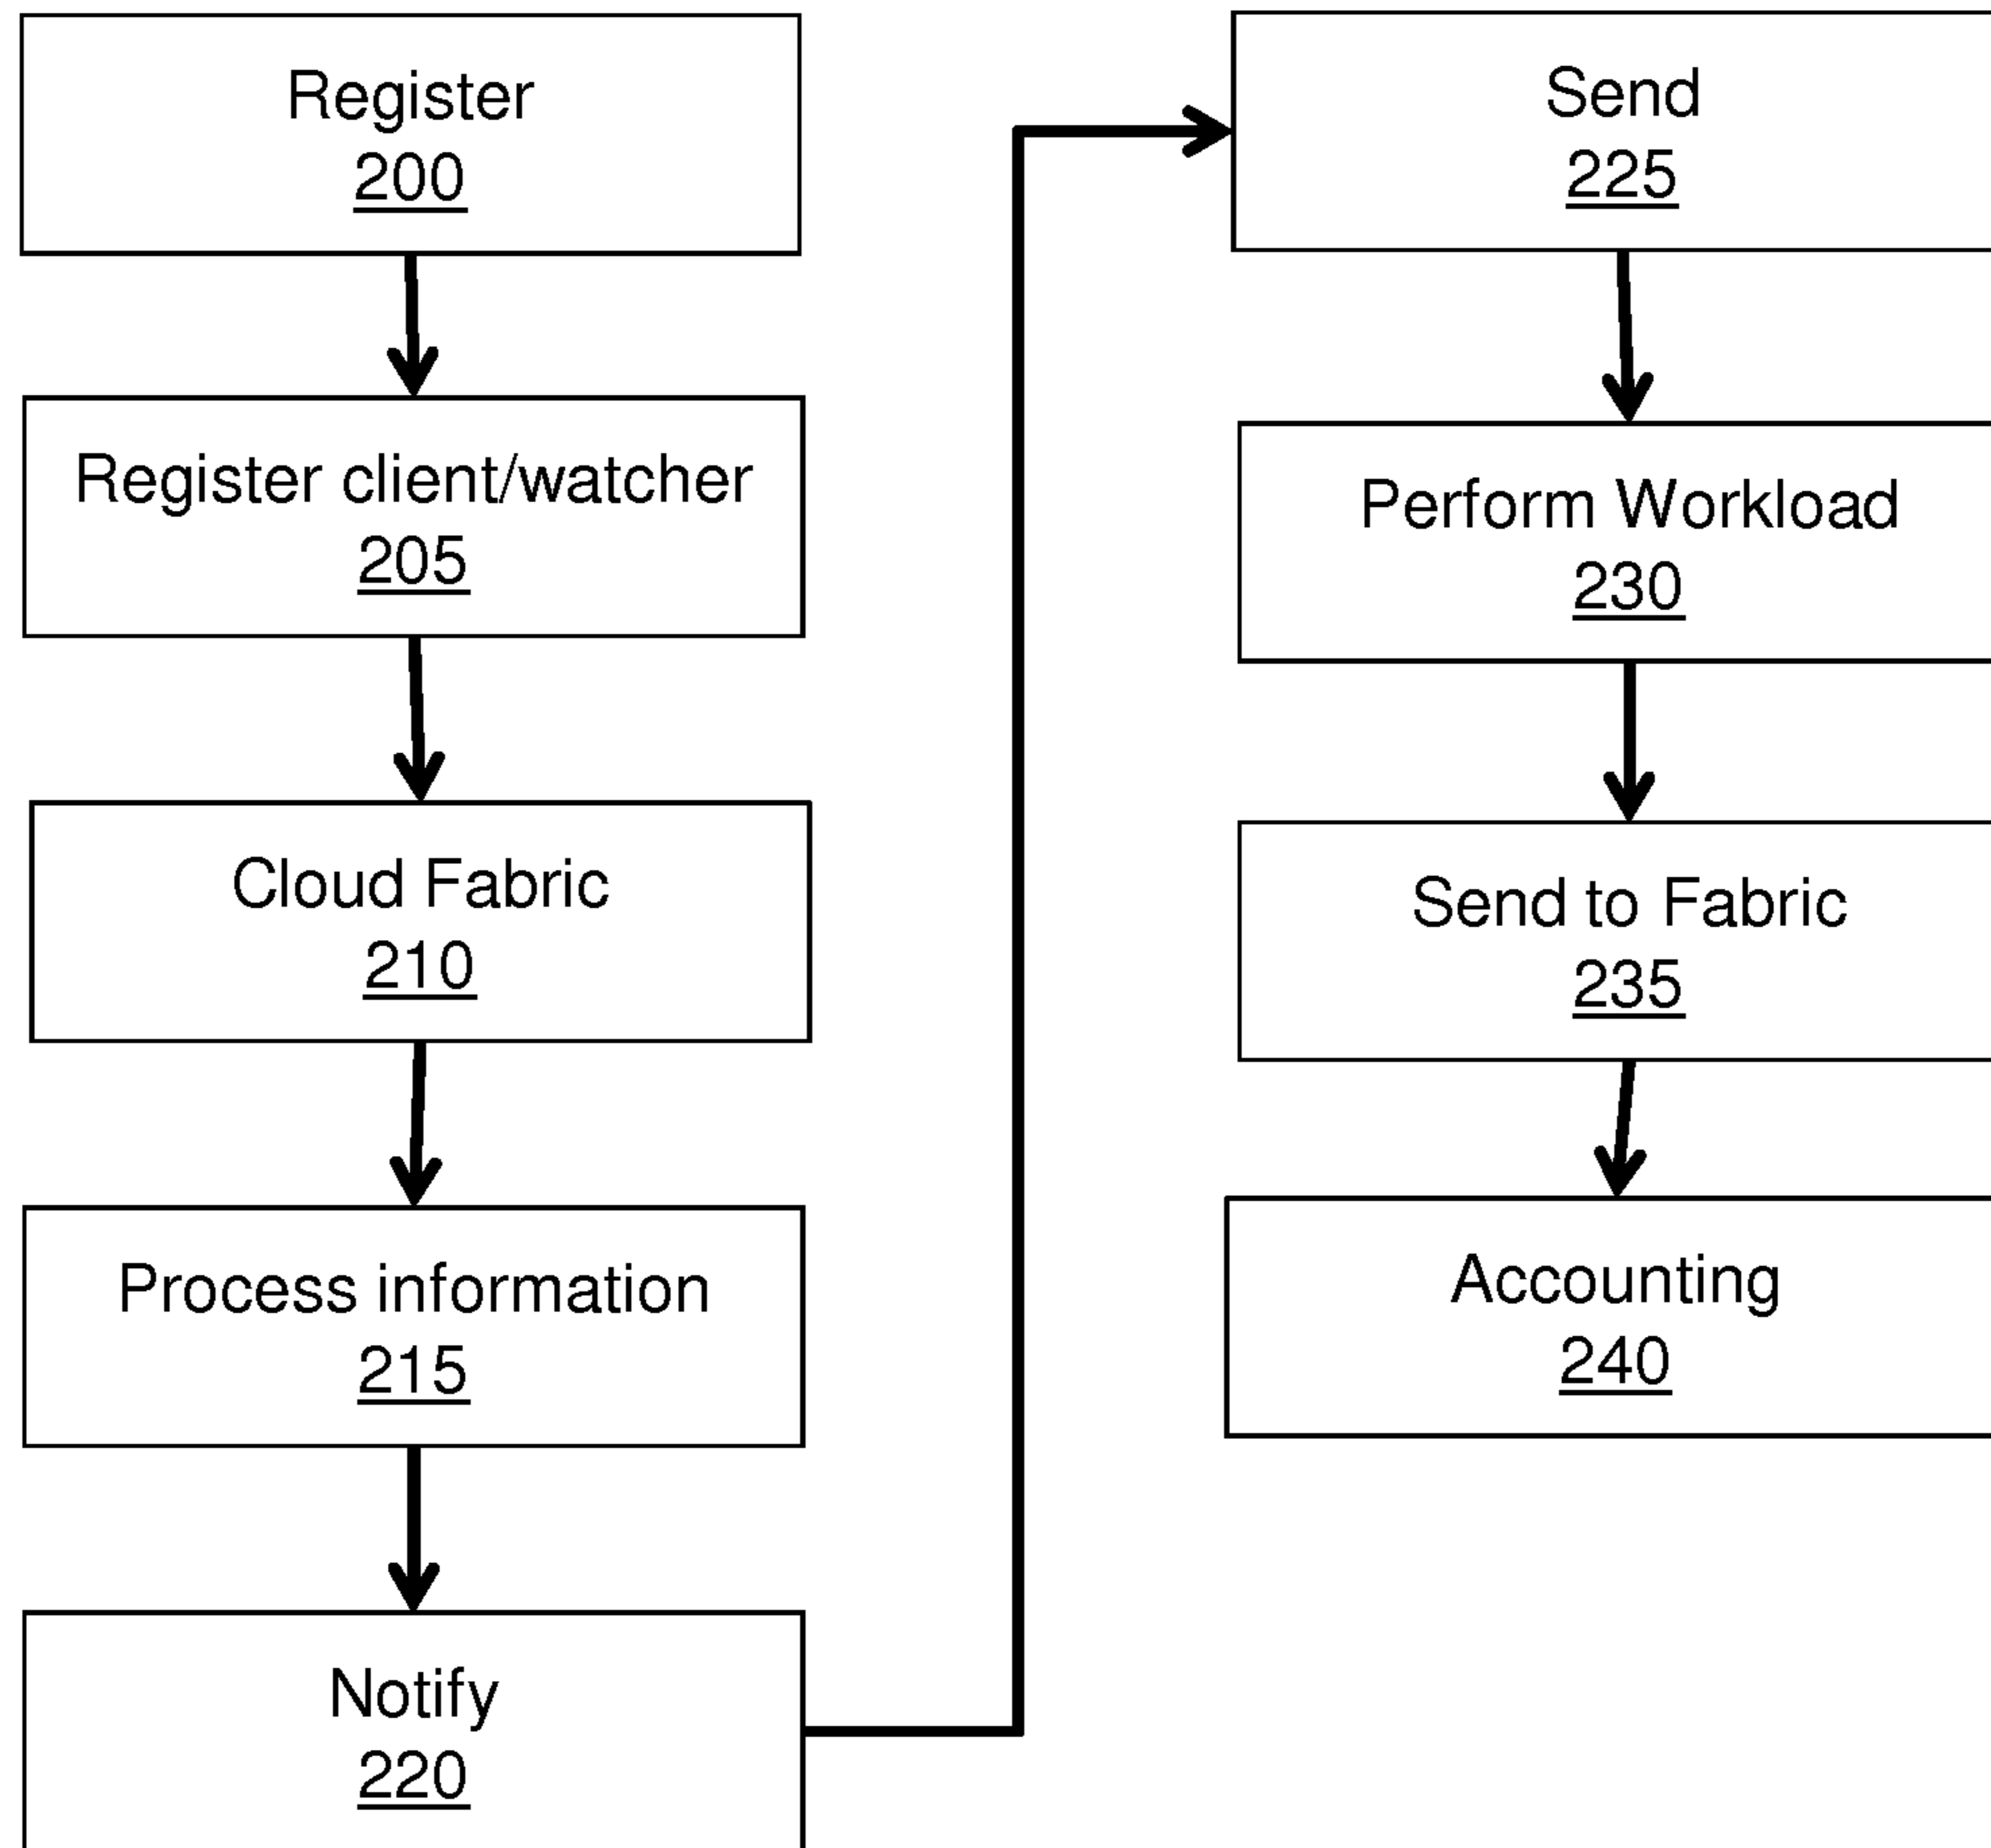 Register
200
Register client/watcher
205
Cloud Fabric
210
Process information
215
Notify
220
Send
225
Perform Workload
230
Send to Fabric
235
Accounting
240